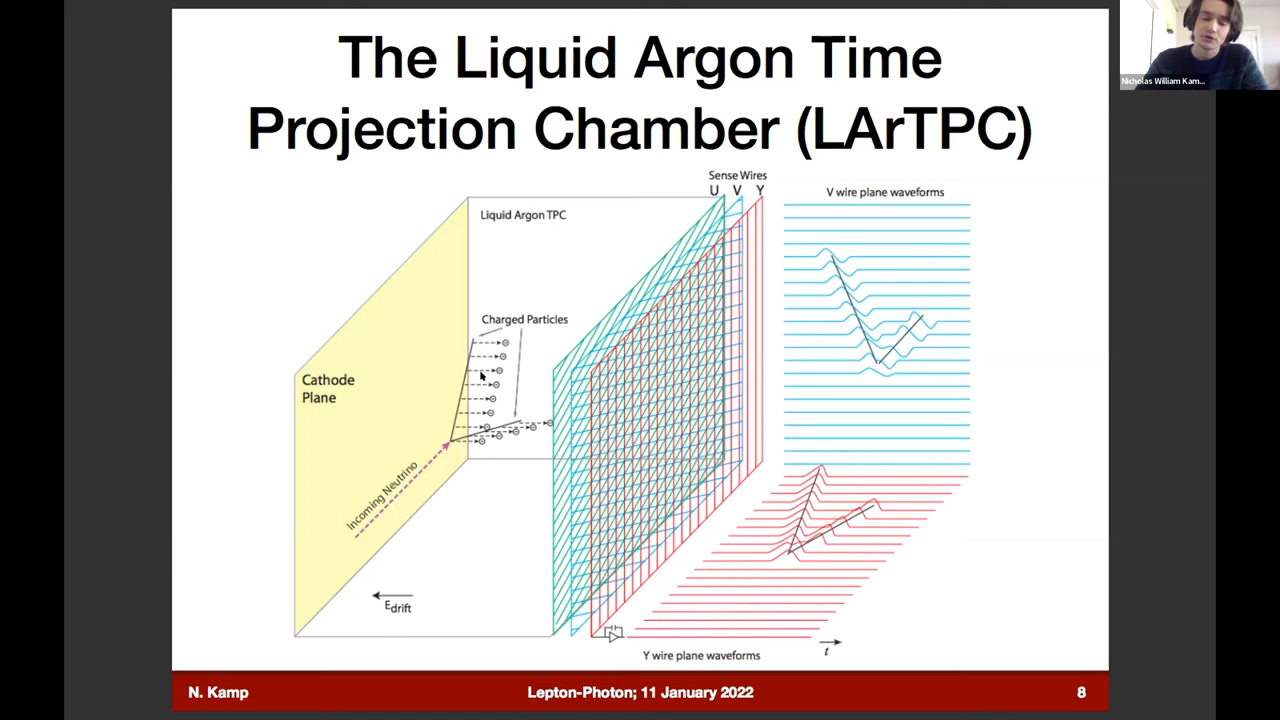 The Liquid Argon Time
Projection Chamber (LArTPC)
Nicholas William Kam...
Sense Wires
U V Y
V wire plane waveforms
Liquid Argon TPC
Charged Particles
Cathode
Plane
Incoming Neutrino
Edrift
t
Y wire plane waveforms
N. Kamp
Lepton-Photon; 11 January 2022
8